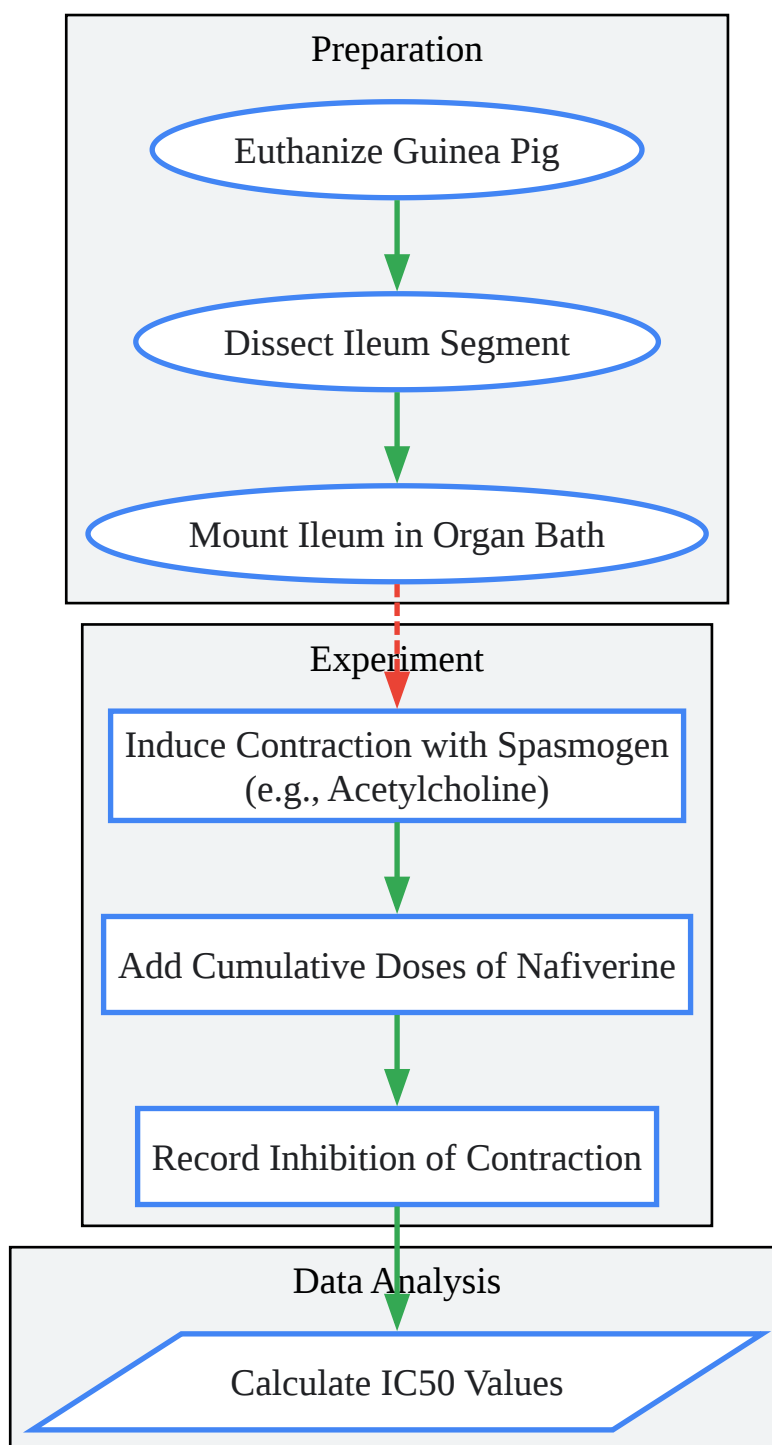 Preparation
Euthanize Guinea Pig
Dissect Ileum Segment
Mount Ileum in Organ Bath
Experiment
Induce Contraction with Spasmogen
(e.g., Acetylcholine)
Add Cumulative Doses of Nafiverine
Record Inhibition of Contraction
Data Analysis
Calculate IC50 Values